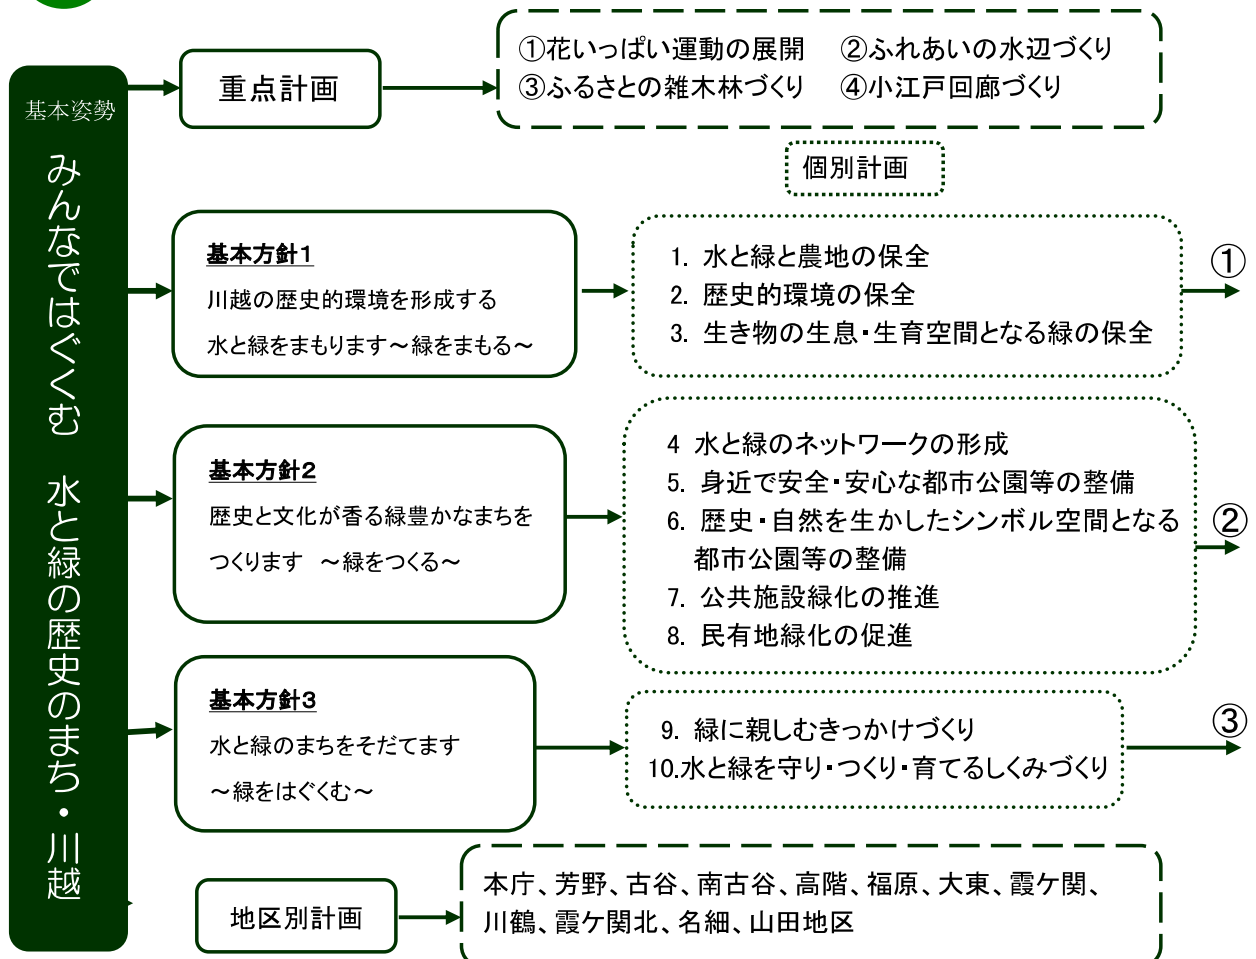 基本姿勢
みんなではぐくむ 水と緑の歴史のまち・川越
重点計画
①花いっぱい運動の展開 ②ふれあいの水辺づくり
③ふるさとの雑木林づくり ④小江戸回廊づくり
個別計画
基本方針1
川越の歴史的環境を形成する
水と緑をまもります~緑をまもる~
1. 水と緑と農地の保全
2. 歴史的環境の保全
3. 生き物の生息・生育空間となる緑の保全
①
基本方針2
歴史と文化が香る緑豊かなまちを
つくります ~緑をつくる~
4 水と緑のネットワークの形成
5. 身近で安全・安心な都市公園等の整備
6. 歴史・自然を生かしたシンボル空間となる
都市公園等の整備
7. 公共施設緑化の推進
8. 民有地緑化の促進
②
基本方針3
水と緑のまちをそだてます
~緑をはぐくむ~
9. 緑に親しむきっかけづくり
10.水と緑を守り・つくり・育てるしくみづくり
③
地区別計画
本庁、芳野、古谷、南古谷、高階、福原、大東、霞ケ関、
川鶴、霞ケ関北、名細、山田地区